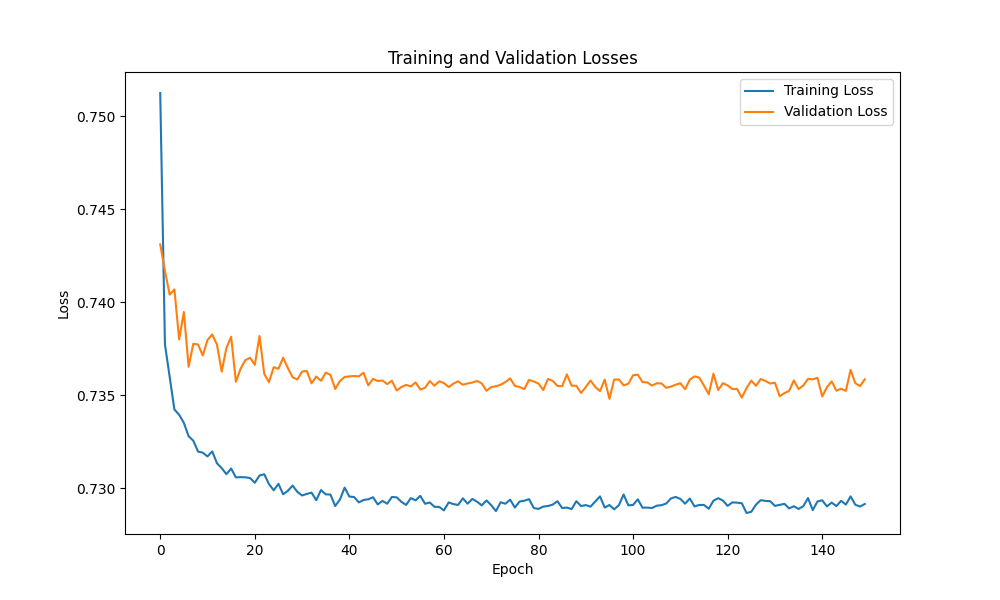 Training and Validation Losses
Training Loss
Validation Loss
0.750
0.745
0.740
0.735
0.730
Loss
0
20
40
60
80
100
120
140
Epoch